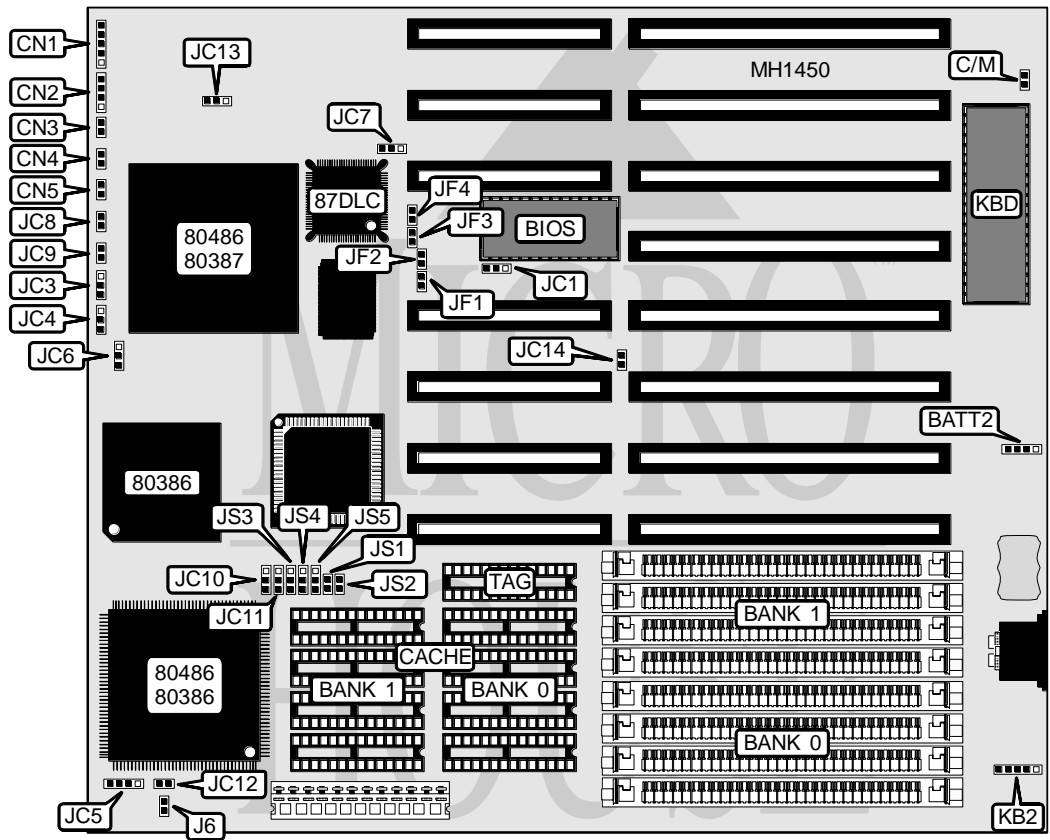 CN1
JC13
MH1450
C/M
CN2
JC7
CN3
CN4
87DLC
CN5
JF4
KBD
JC8
80486
80387
JF3
BIOS
JC9
JF2
JC3
JC1
JF1
JC4
JC6
JC14
BATT2
80386
JS3
JS4
JS5
JS1
JC10
TAG
JS2
JC11
BANK 1
CACHE
80486
80386
BANK 1
BANK 0
BANK 0
JC12
JC5
J6
KB2
MICRO
HOUSE